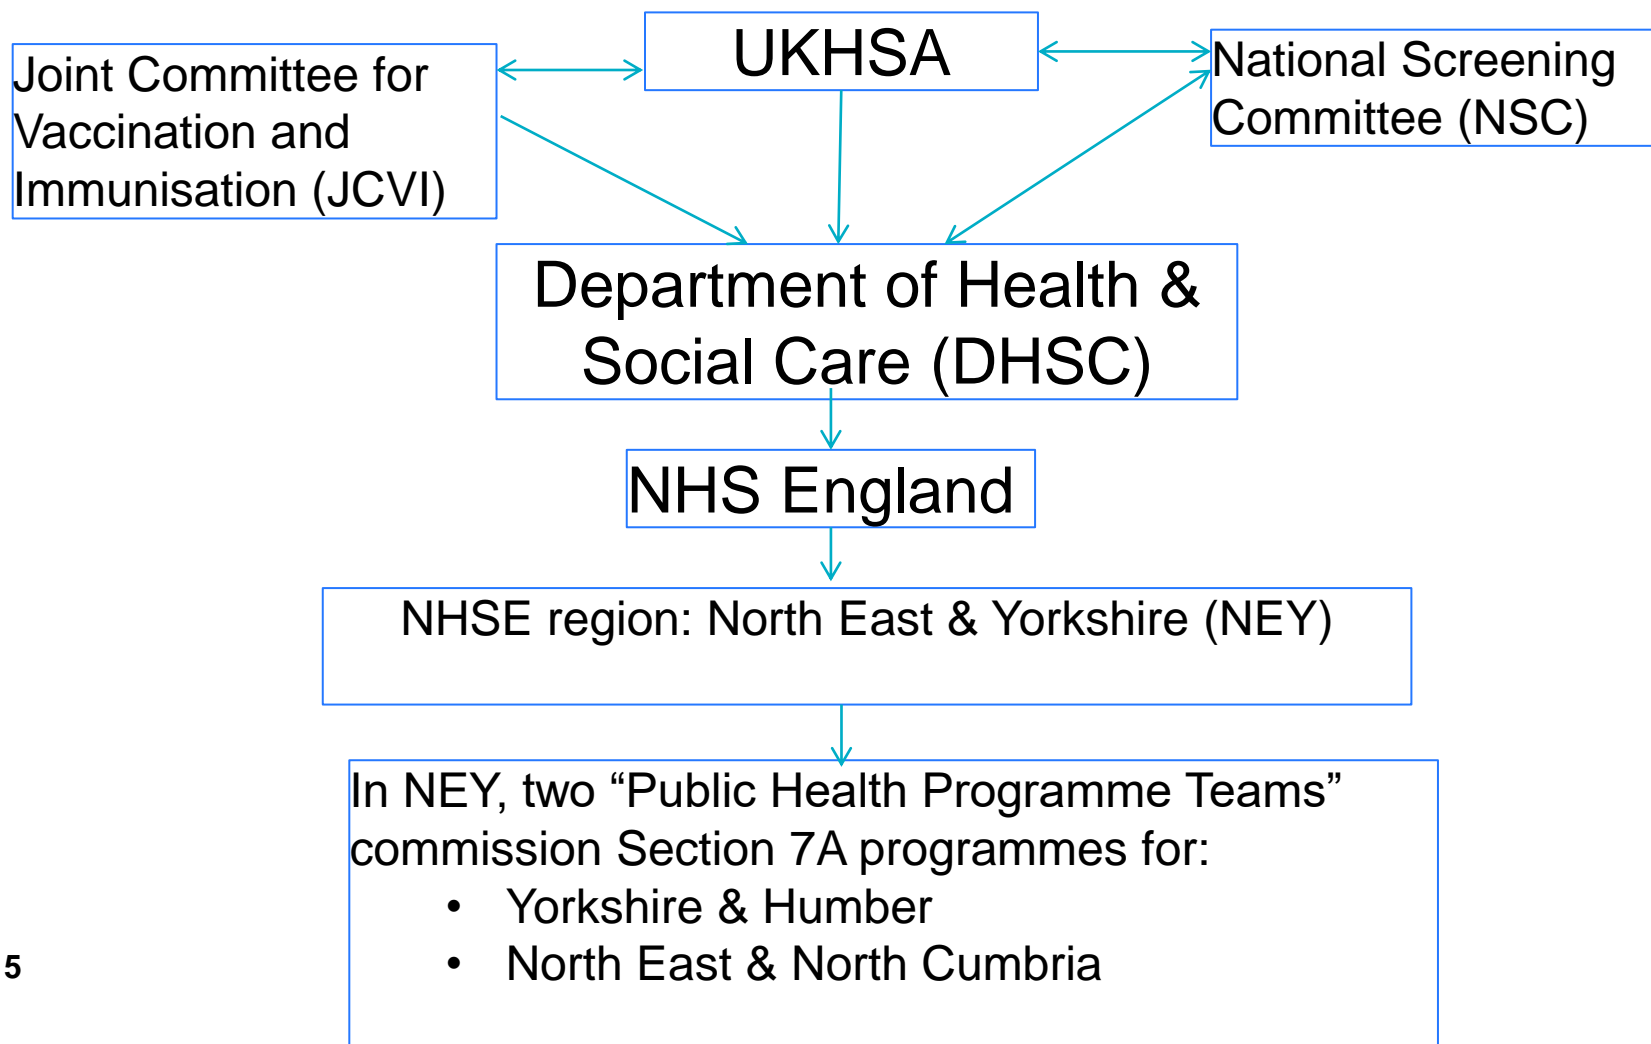 UKHSA
Joint Committee for
Vaccination and
Immunisation (JCVI)
National Screening
Committee (NSC)
Department of Health &
Social Care (DHSC)
NHS England
NHSE region: North East & Yorkshire (NEY)
In NEY, two “Public Health Programme Teams”
commission Section 7A programmes for:
• Yorkshire & Humber
• North East & North Cumbria
5